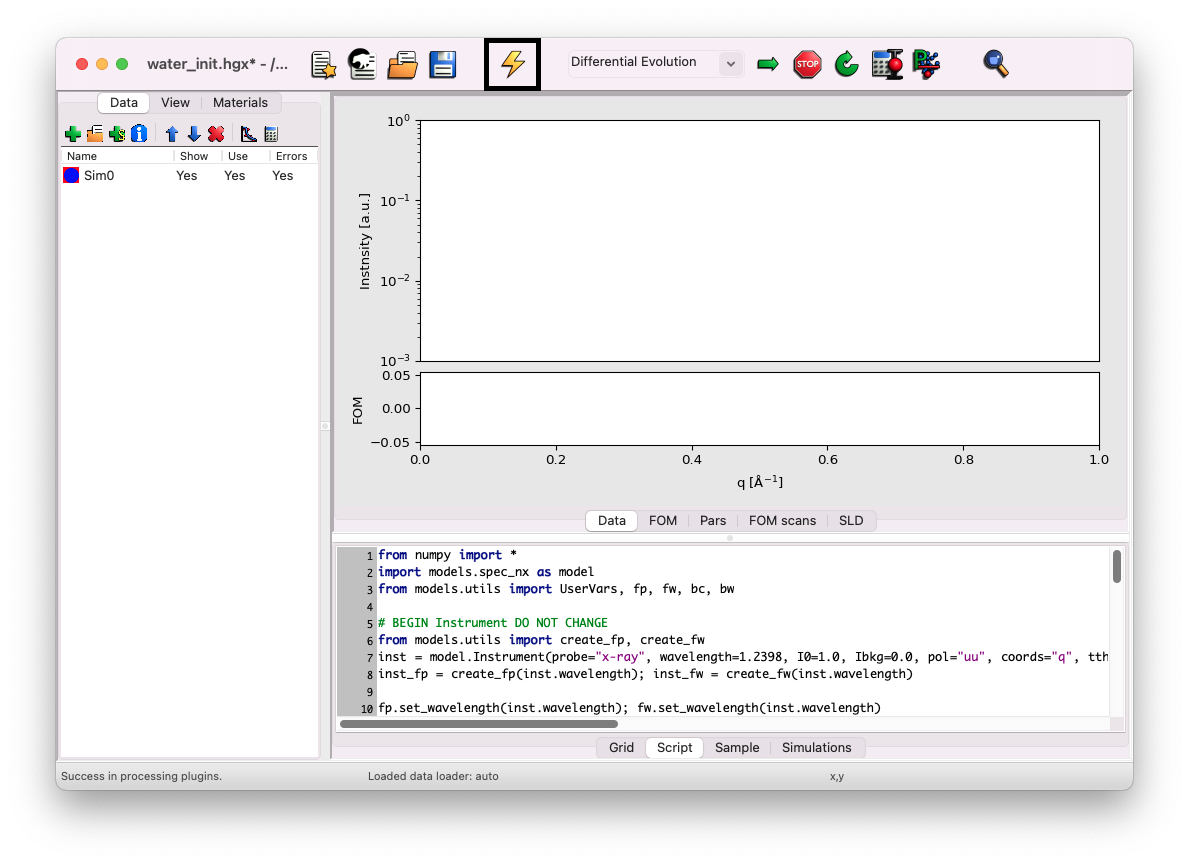 water_init.hgx* - /...
Differential Evolution
STOP
Data View Materials
Name Show Use Errors
Sim0 Yes Yes Yes
10⁰
10⁻¹
10⁻²
10⁻³
Instnsity [a.u.]
0.05
0.00
−0.05
FOM
0.0 0.2 0.4 0.6 0.8 1.0
q [Å⁻¹]
Data FOM Pars FOM scans SLD
1 from numpy import *
2 import models.spec_nx as model
3 from models.utils import UserVars, fp, fw, bc, bw
4
5 # BEGIN Instrument DO NOT CHANGE
6 from models.utils import create_fp, create_fw
7 inst = model.Instrument(probe="x-ray", wavelength=1.2398, I0=1.0, Ibkg=0.0, pol="uu", coords="q", tth
8 inst_fp = create_fp(inst.wavelength); inst_fw = create_fw(inst.wavelength)
9
10 fp.set_wavelength(inst.wavelength); fw.set_wavelength(inst.wavelength)
Grid Script Sample Simulations
Success in processing plugins. Loaded data loader: auto x,y